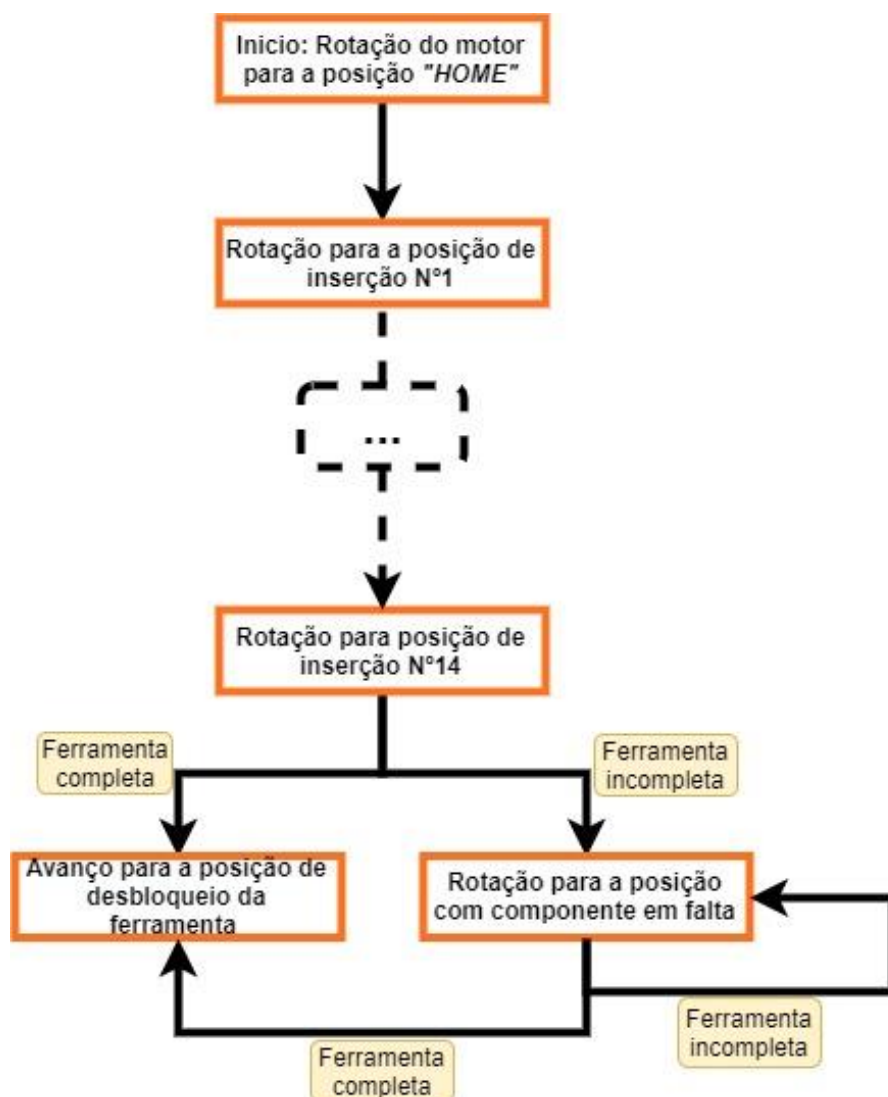 Inicio: Rotação do motor
para a posição "HOME"
Rotação para a posição de
inserção Nº1
...
Rotação para posição de
inserção Nº14
Ferramenta
completa
Ferramenta
incompleta
Avanço para a posição de
desbloqueio da
ferramenta
Rotação para a posição
com componente em falta
Ferramenta
incompleta
Ferramenta
completa